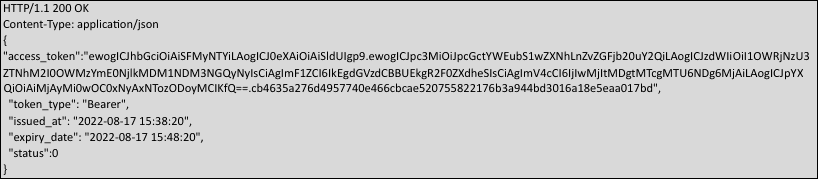 HTTP/1.1 200 OK
Content-Type: application/json
{
"access_token":"ewogICJhbGciOiAiSFMyNTYiLAogICJ0eXAiOiAiSldUIgp9.ewogICJpc3MiOiJpcGctYWEubS1wZXNhLnZvZGFjb20uY2QiLAogICJzdWIiOiI1OWRjNzU3
ZTNhM2I0OWMzYmE0NjlkMDM1NDM3NGQyNyIsCiAgImF1ZCI6IkEgdGVzdCBBUEkgR2F0ZXdheSIsCiAgImV4cCI6IjIwMjItMDgtMTcgMTU6NDg6MjAiLAogICJpYX
QiOiAiMjAyMi0wOC0xNyAxNTozODoyMCIKfQ==.cb4635a276d4957740e466cbcae520755822176b3a944bd3016a18e5eaa017bd",
"token_type": "Bearer",
"issued_at": "2022-08-17 15:38:20",
"expiry_date": "2022-08-17 15:48:20",
"status":0
}